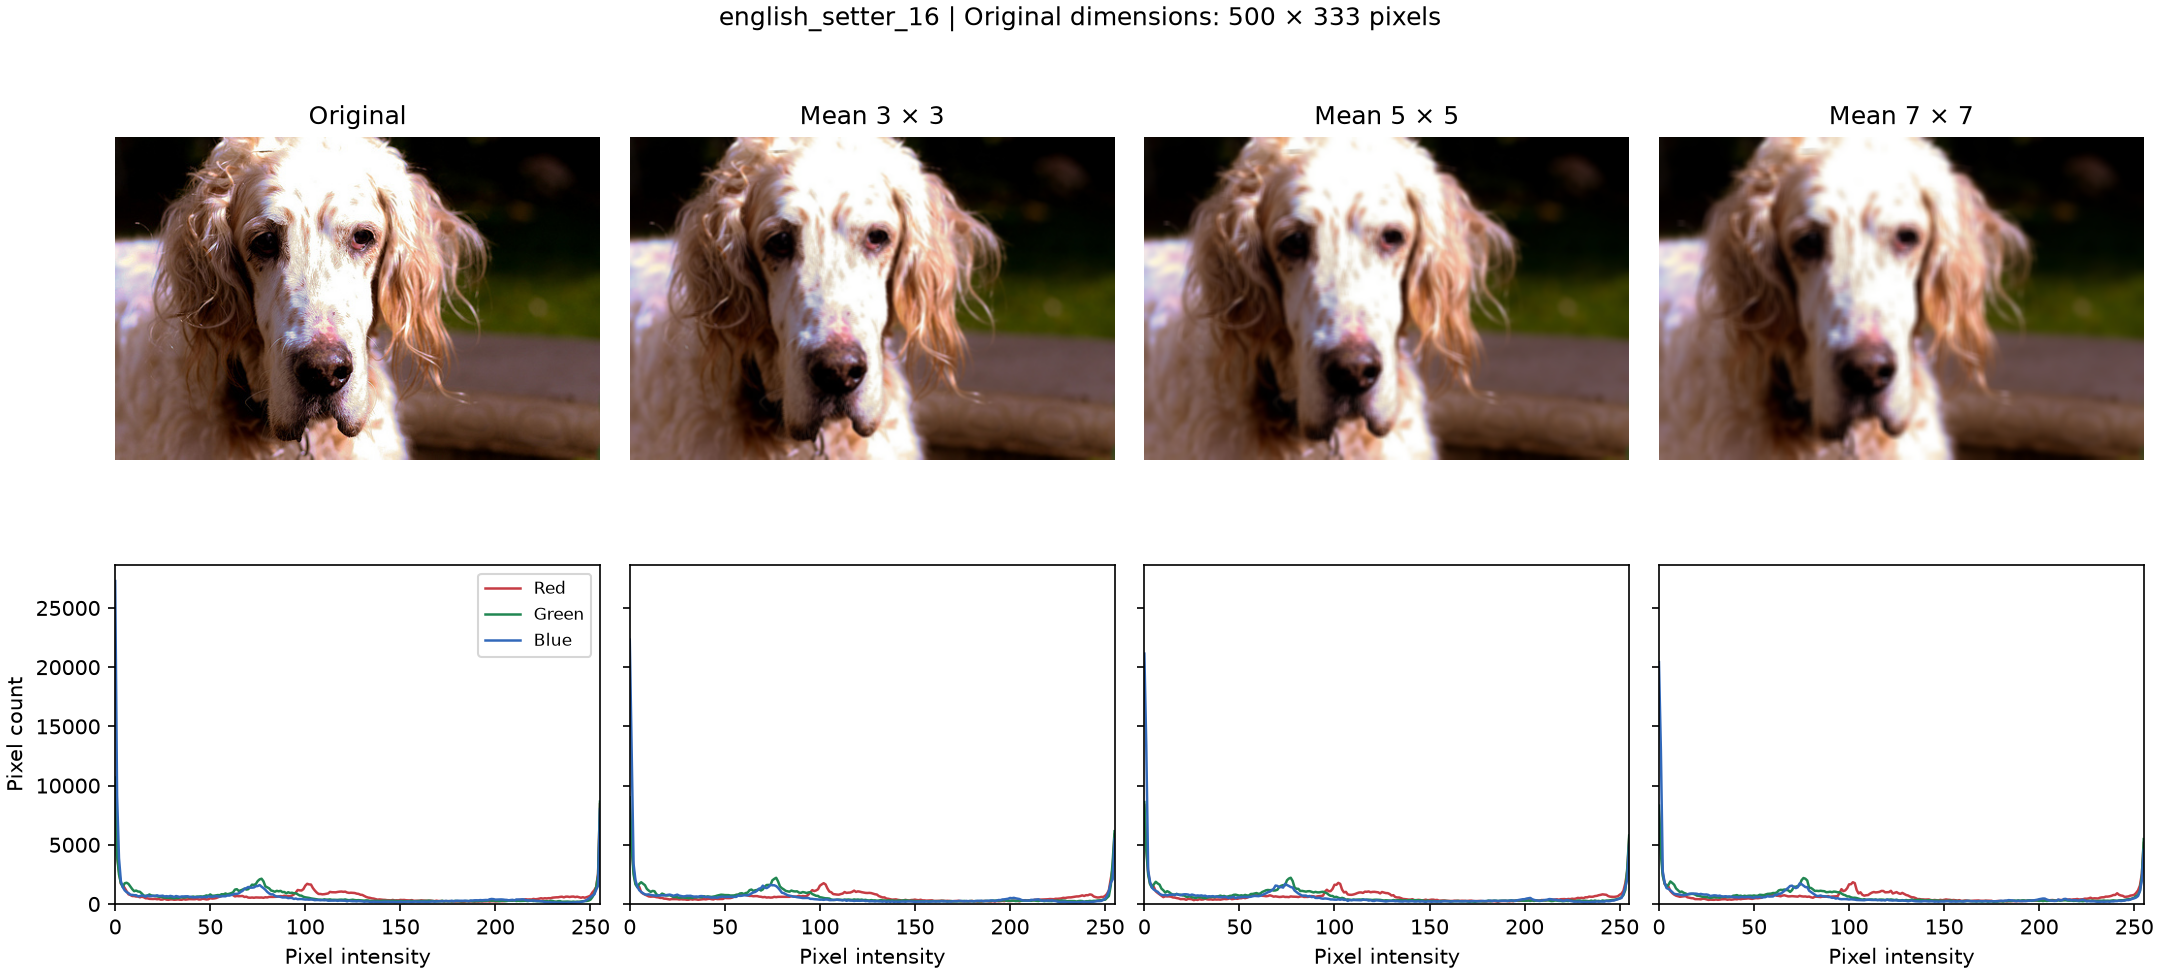 english_setter_16 | Original dimensions: 500 × 333 pixels
Original
Mean 3 × 3
Mean 5 × 5
Mean 7 × 7
Red
Green
Blue
25000
20000
15000
10000
5000
0
Pixel count
0 50 100 150 200 250
0 50 100 150 200 250
0 50 100 150 200 250
0 50 100 150 200 250
Pixel intensity
Pixel intensity
Pixel intensity
Pixel intensity